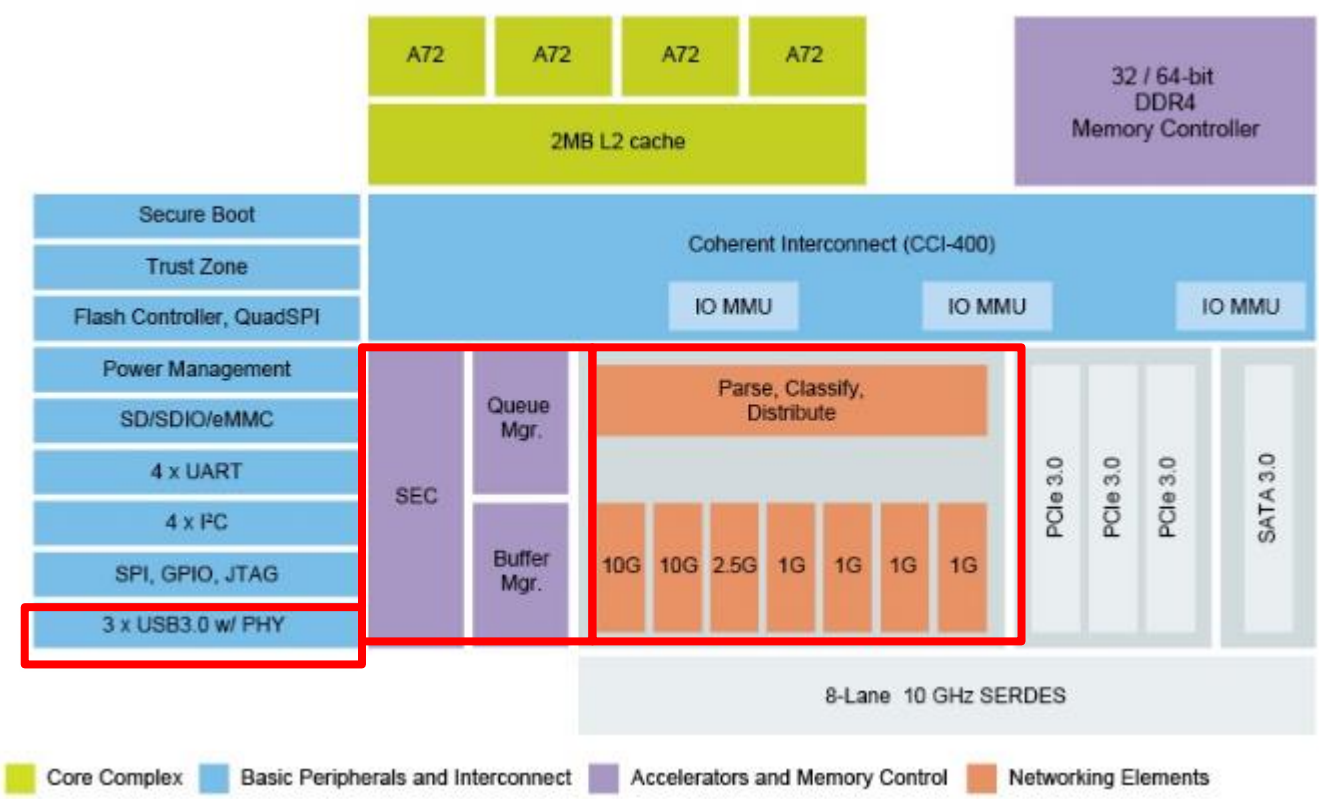 A72 A72 A72 A72
32 / 64-bit
DDR4
Memory Controller
2MB L2 cache
Secure Boot
Trust Zone
Flash Controller, QuadSPI
Power Management
SD/SDIO/eMMC
4 x UART
4 x I²C
SPI, GPIO, JTAG
3 x USB3.0 w/ PHY
Coherent Interconnect (CCI-400)
IO MMU IO MMU IO MMU
SEC
Queue
Mgr.
Buffer
Mgr.
Parse, Classify,
Distribute
10G 10G 2.5G 1G 1G 1G 1G
PCIe 3.0
PCIe 3.0
PCIe 3.0
SATA 3.0
8-Lane 10 GHz SERDES
Core Complex Basic Peripherals and Interconnect Accelerators and Memory Control Networking Elements